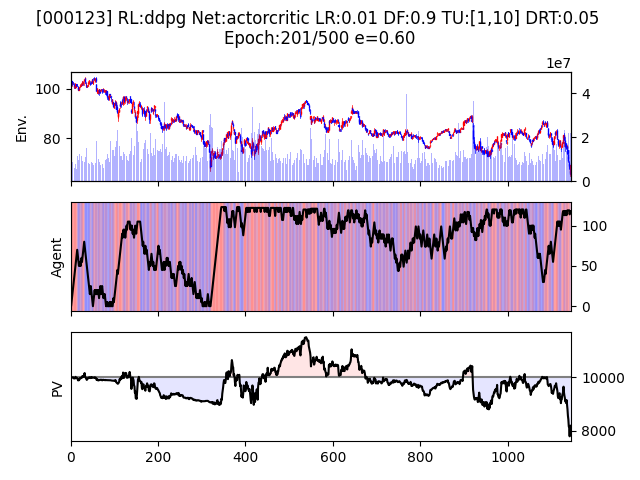 [000123] RL:ddpg Net:actorcritic LR:0.01 DF:0.9 TU:[1,10] DRT:0.05
Epoch:201/500 e=0.60
1e7
100
80
Env.
4
2
0
Agent
100
50
0
PV
10000
8000
0
200
400
600
800
1000